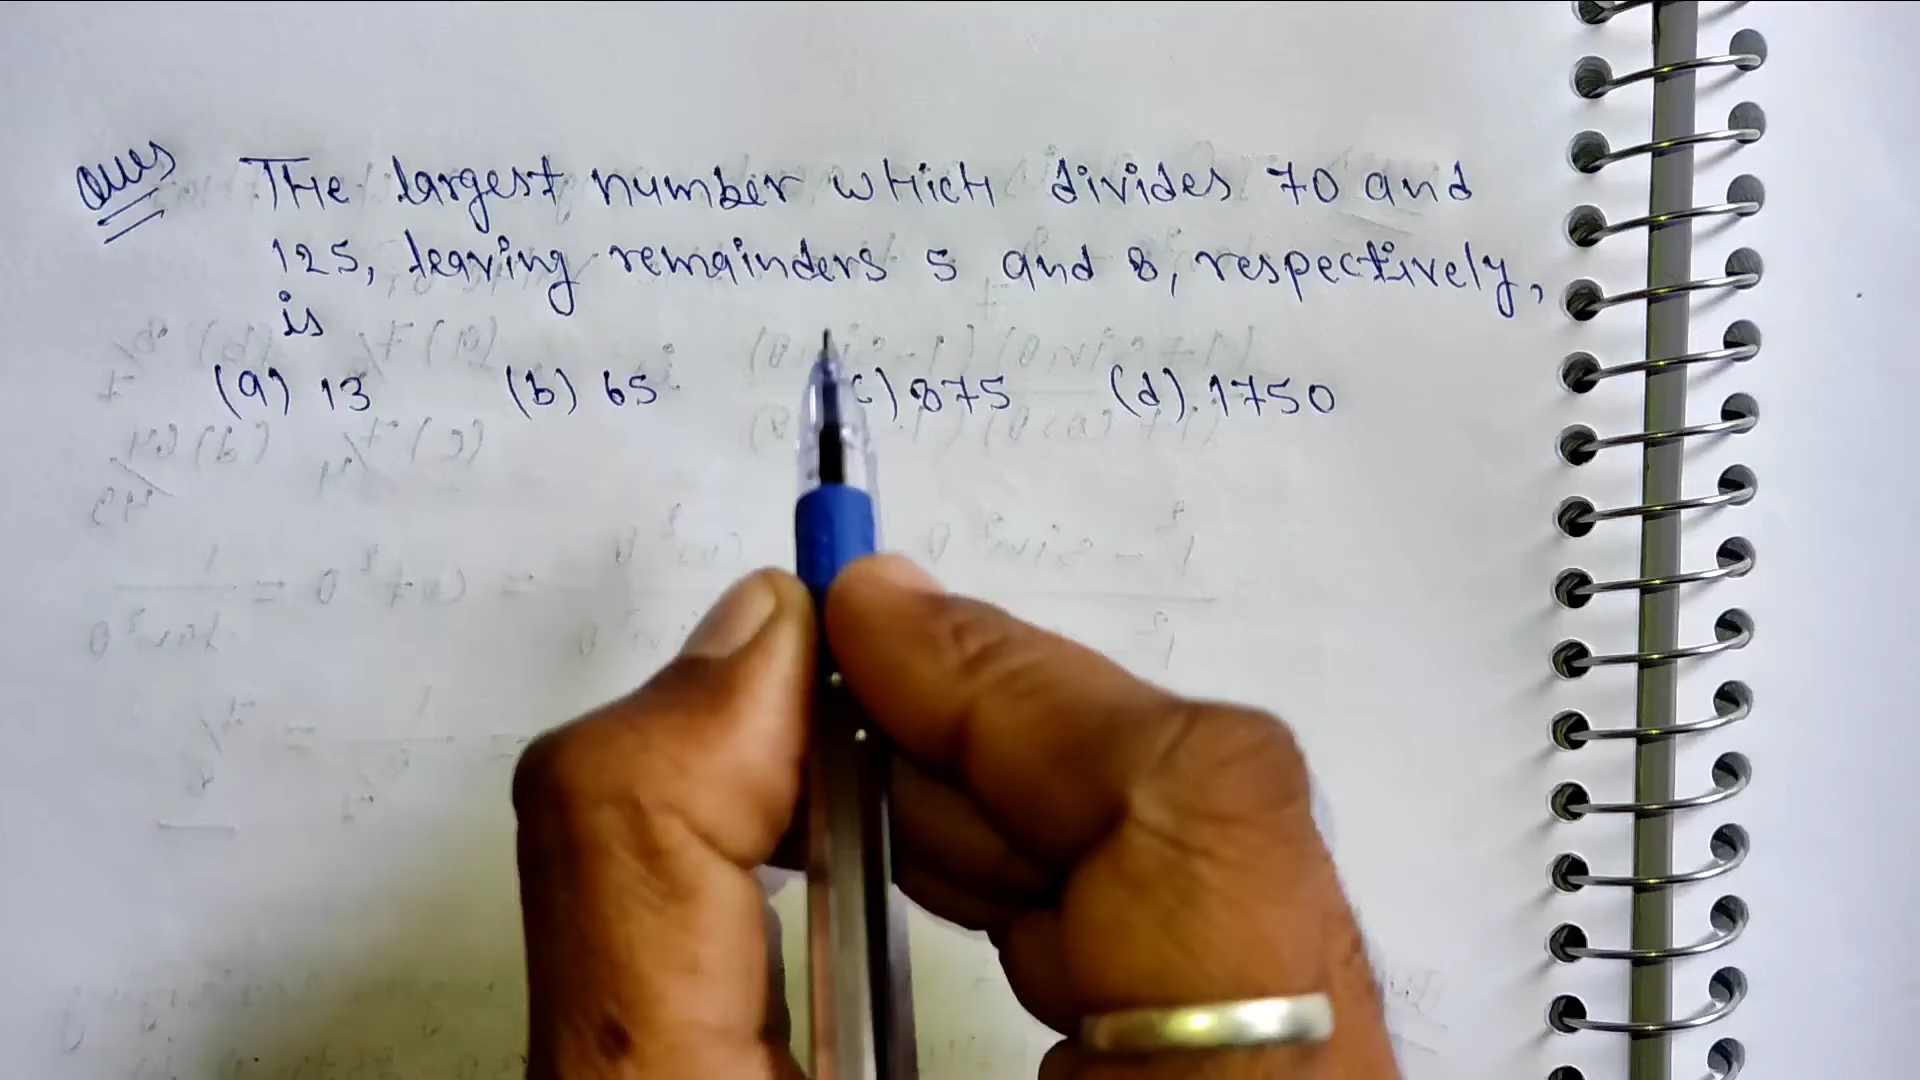 Ques The largest number which divides 70 and
125, leaving remainders 5 and 8, respectively,
is
(a) 13 (b) 65 (c) 875 (d) 1750